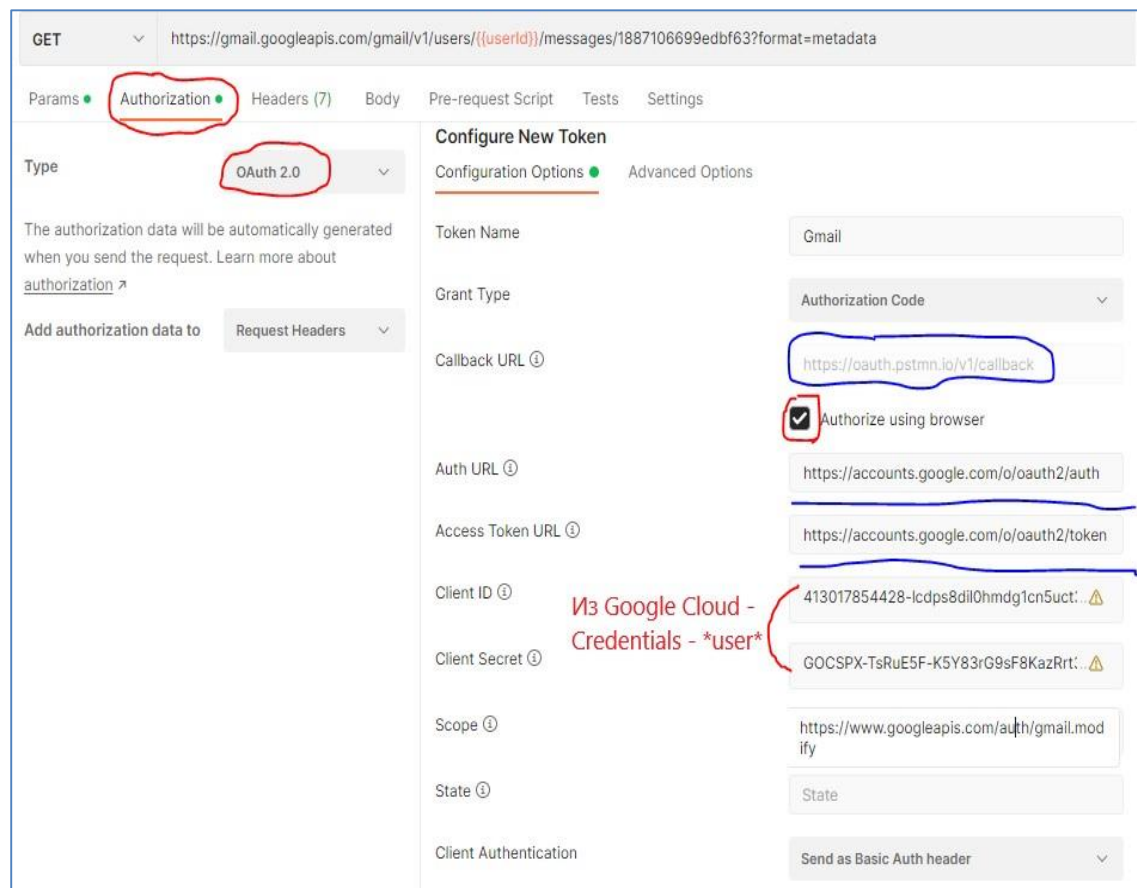 GET https://gmail.googleapis.com/gmail/v1/users/{{userId}}/messages/1887106699edbf63?format=metadata
Params Authorization Headers (7) Body Pre-request Script Tests Settings
Type OAuth 2.0
The authorization data will be automatically generated
when you send the request. Learn more about
authorization ↗
Add authorization data to Request Headers
Configure New Token
Configuration Options Advanced Options
Token Name Gmail
Grant Type Authorization Code
Callback URL https://oauth.pstmn.io/v1/callback
Authorize using browser
Auth URL https://accounts.google.com/o/oauth2/auth
Access Token URL https://accounts.google.com/o/oauth2/token
Client ID 413017854428-lcdps8dil0hmdg1cn5uct:...
Из Google Cloud -
Credentials - *user*
Client Secret GOCSPX-TsRuE5F-K5Y83rG9sF8KazRrt:...
Scope https://www.googleapis.com/auth/gmail.mod
ify
State State
Client Authentication Send as Basic Auth header